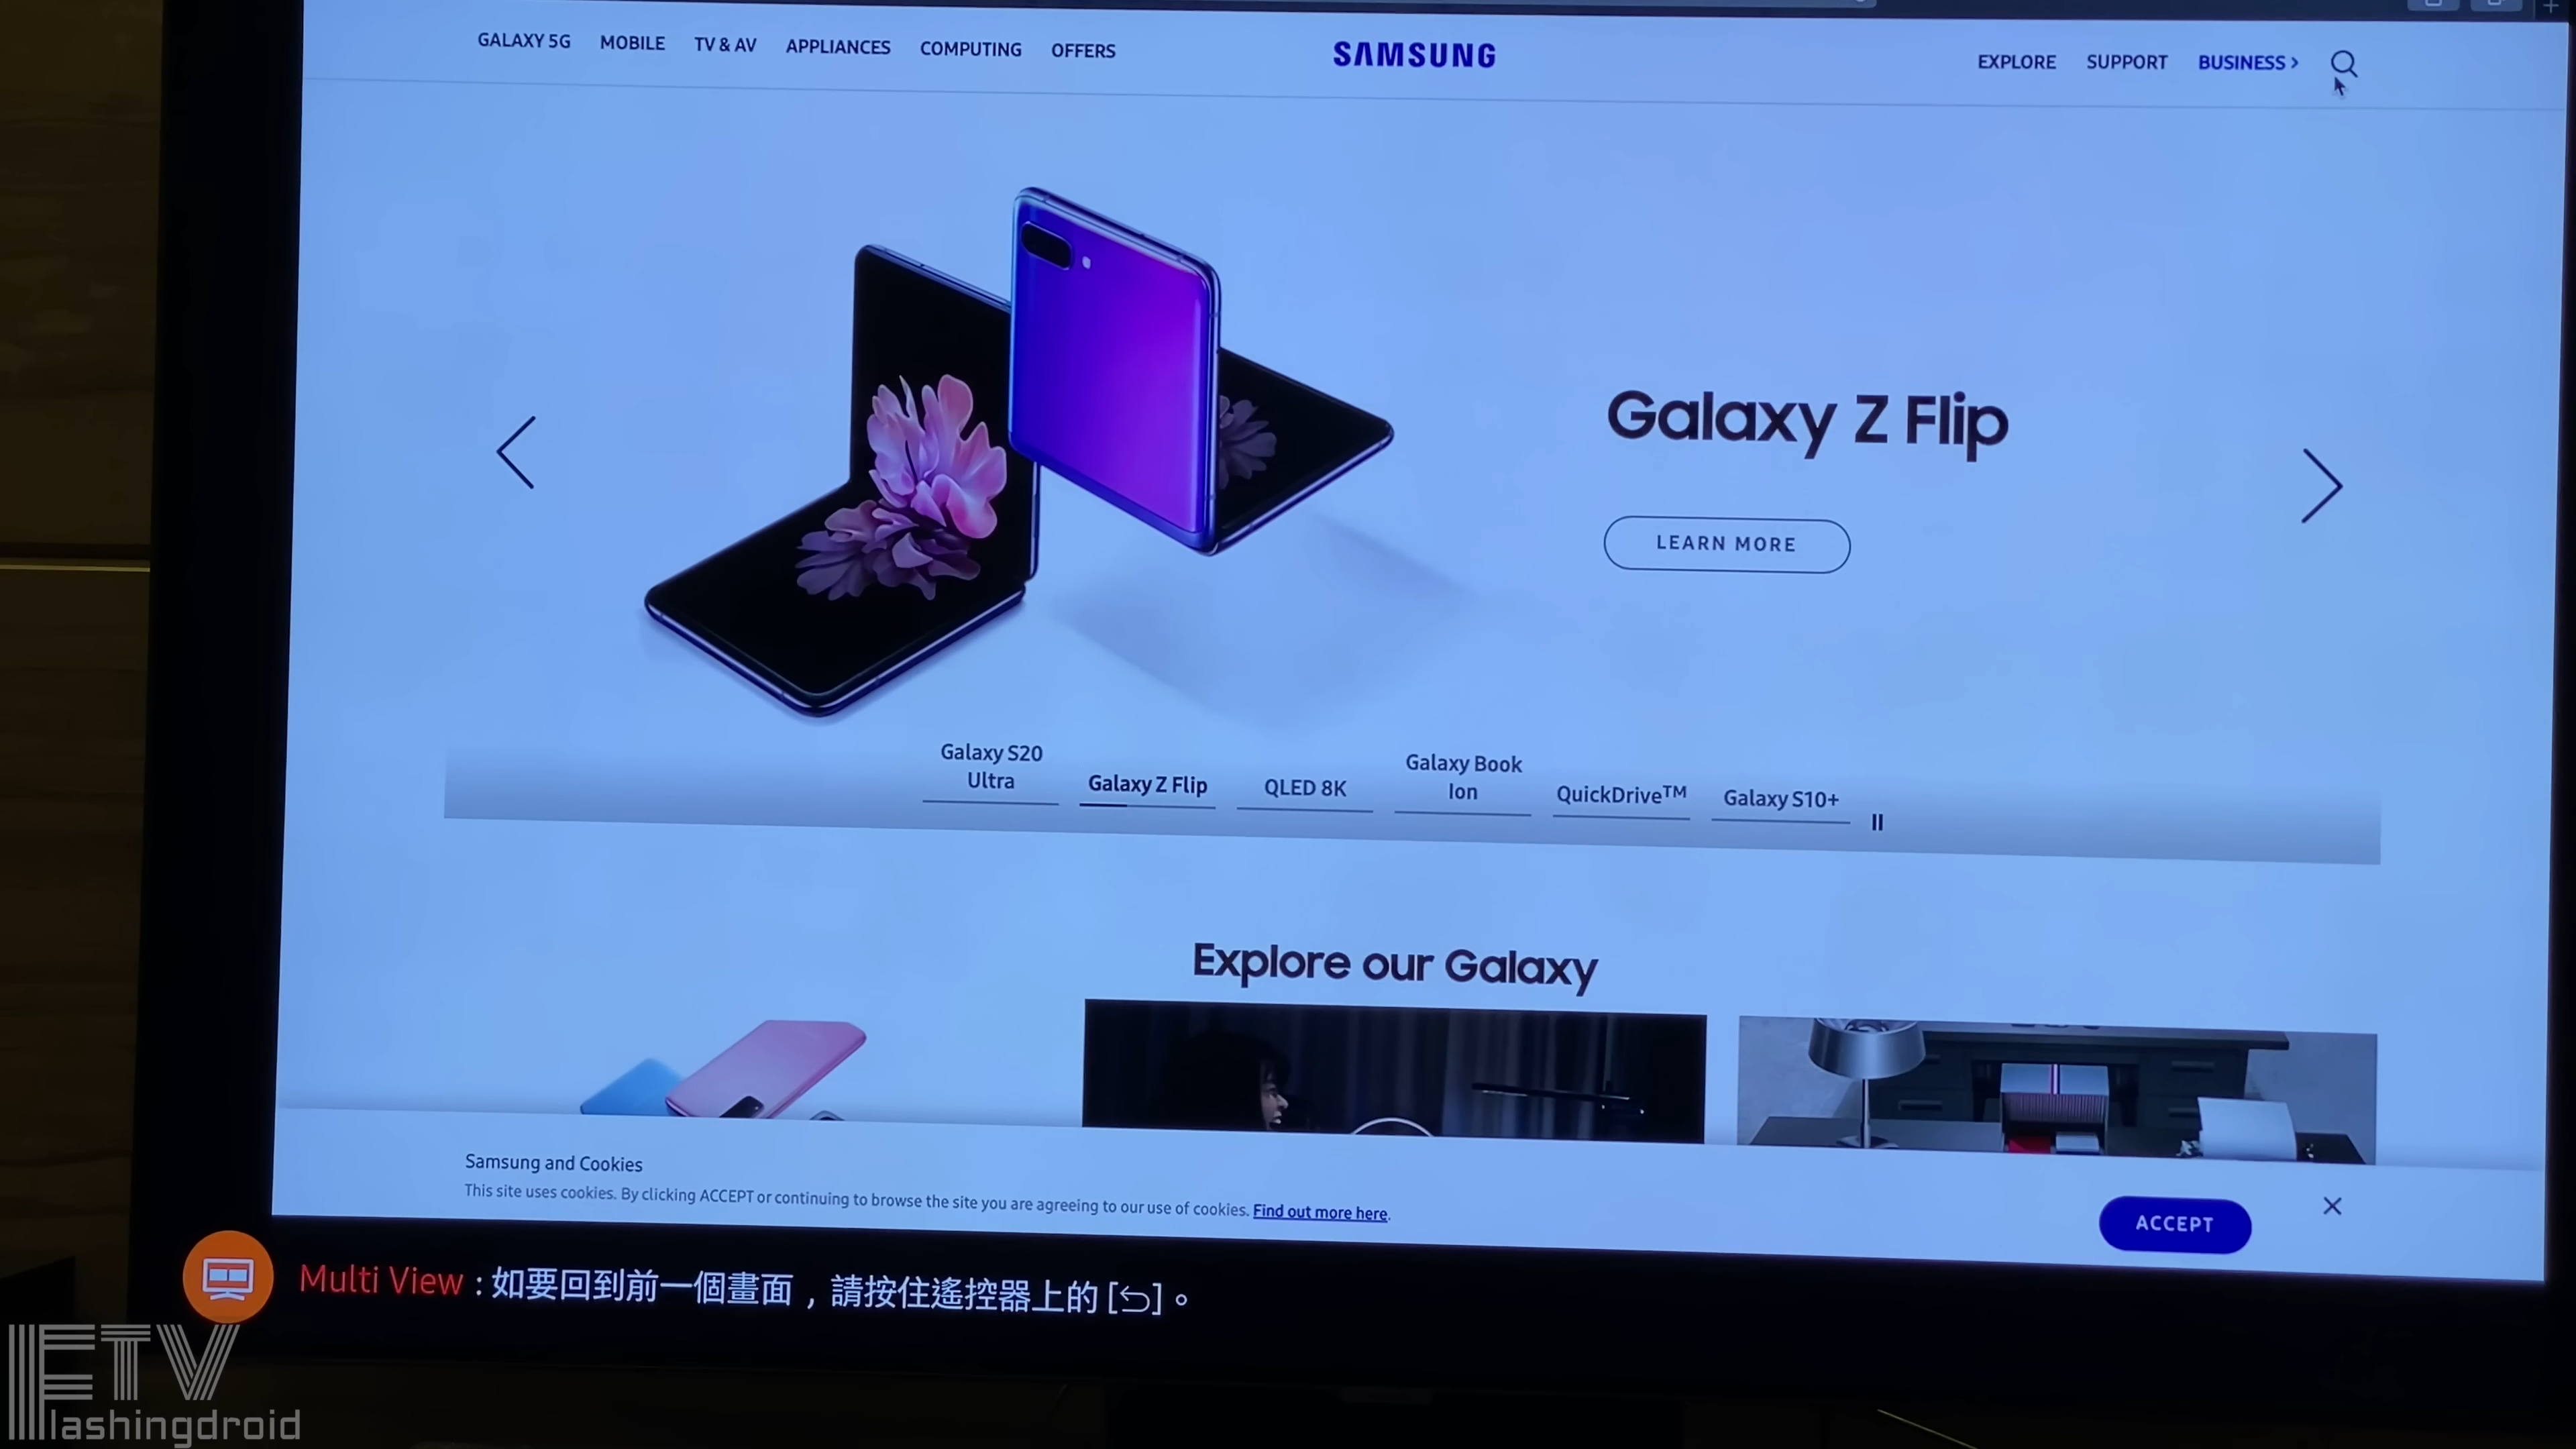 GALAXY 5G MOBILE TV & AV APPLIANCES COMPUTING OFFERS SAMSUNG EXPLORE SUPPORT BUSINESS >
Galaxy Z Flip
LEARN MORE
Galaxy S20
Ultra
Galaxy Z Flip
QLED 8K
Galaxy Book
Ion
QuickDrive™
Galaxy S10+
Explore our Galaxy
Samsung and Cookies
This site uses cookies. By clicking ACCEPT or continuing to browse the site you are agreeing to our use of cookies. Find out more here.
ACCEPT
Multi View : 如要回到前一個畫面，請按住遙控器上的 [⮌]。
FTV
Flashingdroid